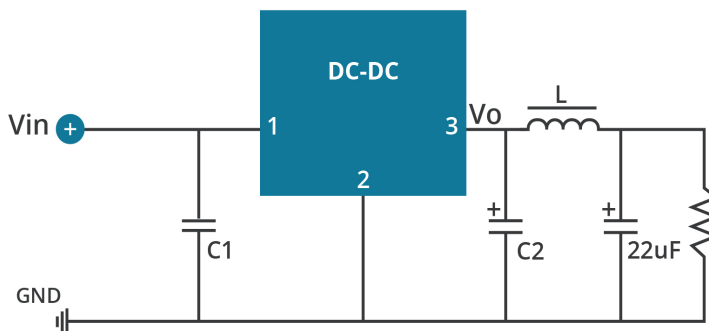 DC-DC
Vin
+
1
3
Vo
L
2
+
C1
C2
+
22uF
GND